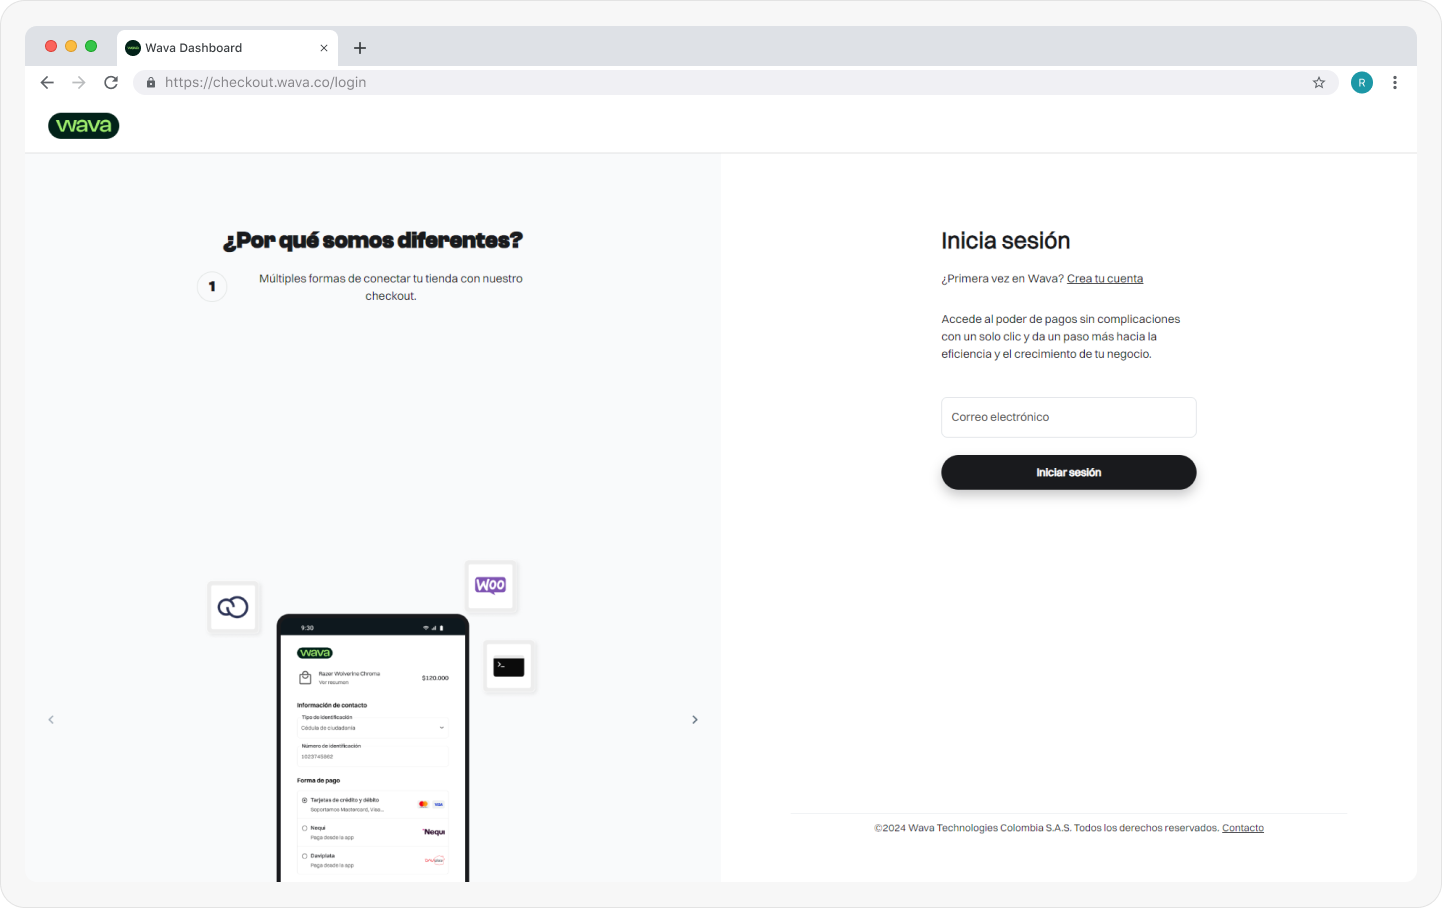 Wava Dashboard
https://checkout.wava.co/login
R
wava
¿Por qué somos diferentes?
1
Múltiples formas de conectar tu tienda con nuestro
checkout.
WOO
9:30
wava
Razer Wolverine Chroma
$120.000
Ver resumen
Información de contacto
Tipo de identificación
Cédula de ciudadanía
Número de identificación
1023745962
Forma de pago
Tarjetas de crédito y débito
Soportamos Mastercard, Visa...
VISA
Nequi
Paga desde la app
Nequi
Daviplata
Paga desde la app
Inicia sesión
¿Primera vez en Wava? Crea tu cuenta
Accede al poder de pagos sin complicaciones
con un solo clic y da un paso más hacia la
eficiencia y el crecimiento de tu negocio.
Correo electrónico
Iniciar sesión
©2024 Wava Technologies Colombia S.A.S. Todos los derechos reservados. Contacto